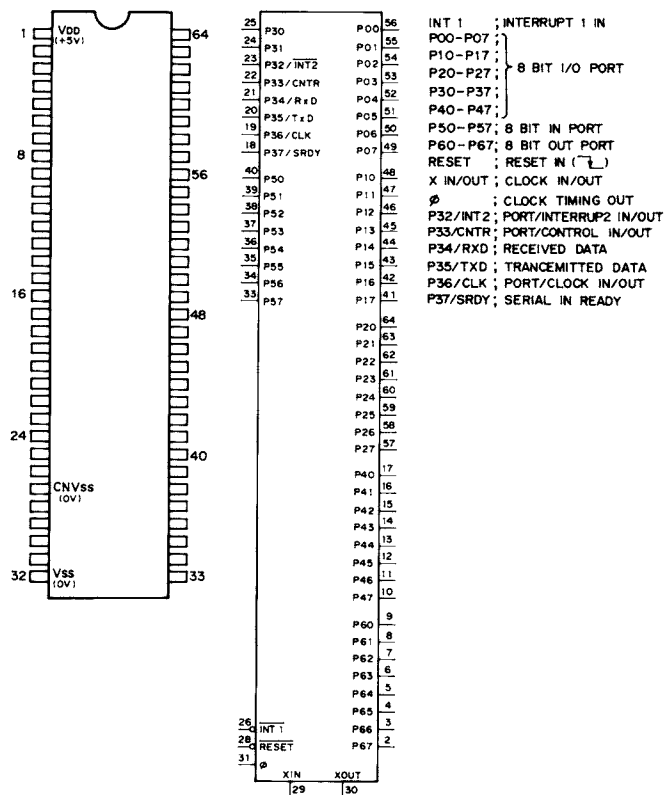 1 VDD 64
(+5V)
8
56
16
48
24
40
CNVss
(0V)
32 Vss 33
(0V)
25 P30 P00 56
24 P31 P01 55
23 P32/INT2 P02 54
22 P33/CNTR P03 53
21 P34/RxD P04 52
20 P35/TxD P05 51
19 P36/CLK P06 50
18 P37/SRDY P07 49
40 P50 P10 48
39 P51 P11 47
38 P52 P12 46
37 P53 P13 45
36 P54 P14 44
35 P55 P15 43
34 P56 P16 42
33 P57 P17 41
P20 64
P21 63
P22 62
P23 61
P24 60
P25 59
P26 58
P27 57
P40 17
P41 16
P42 15
P43 14
P44 13
P45 12
P46 11
P47 10
P60 9
P61 8
P62 7
P63 6
P64 5
P65 4
26 INT 1 P66 3
28 RESET P67 2
31 ø
XIN XOUT
29 30
INT 1 ; INTERRUPT 1 IN
P00-P07;
P10-P17;
P20-P27; 8 BIT I/O PORT
P30-P37;
P40-P47;
P50-P57; 8 BIT IN PORT
P60-P67; 8 BIT OUT PORT
RESET ; RESET IN ( )
X IN/OUT ; CLOCK IN/OUT
ø ; CLOCK TIMING OUT
P32/INT2; PORT/INTERRUP2 IN/OUT
P33/CNTR; PORT/CONTROL IN/OUT
P34/RXD ; RECEIVED DATA
P35/TXD ; TRANCEMITTED DATA
P36/CLK ; PORT/CLOCK IN/OUT
P37/SRDY; SERIAL IN READY